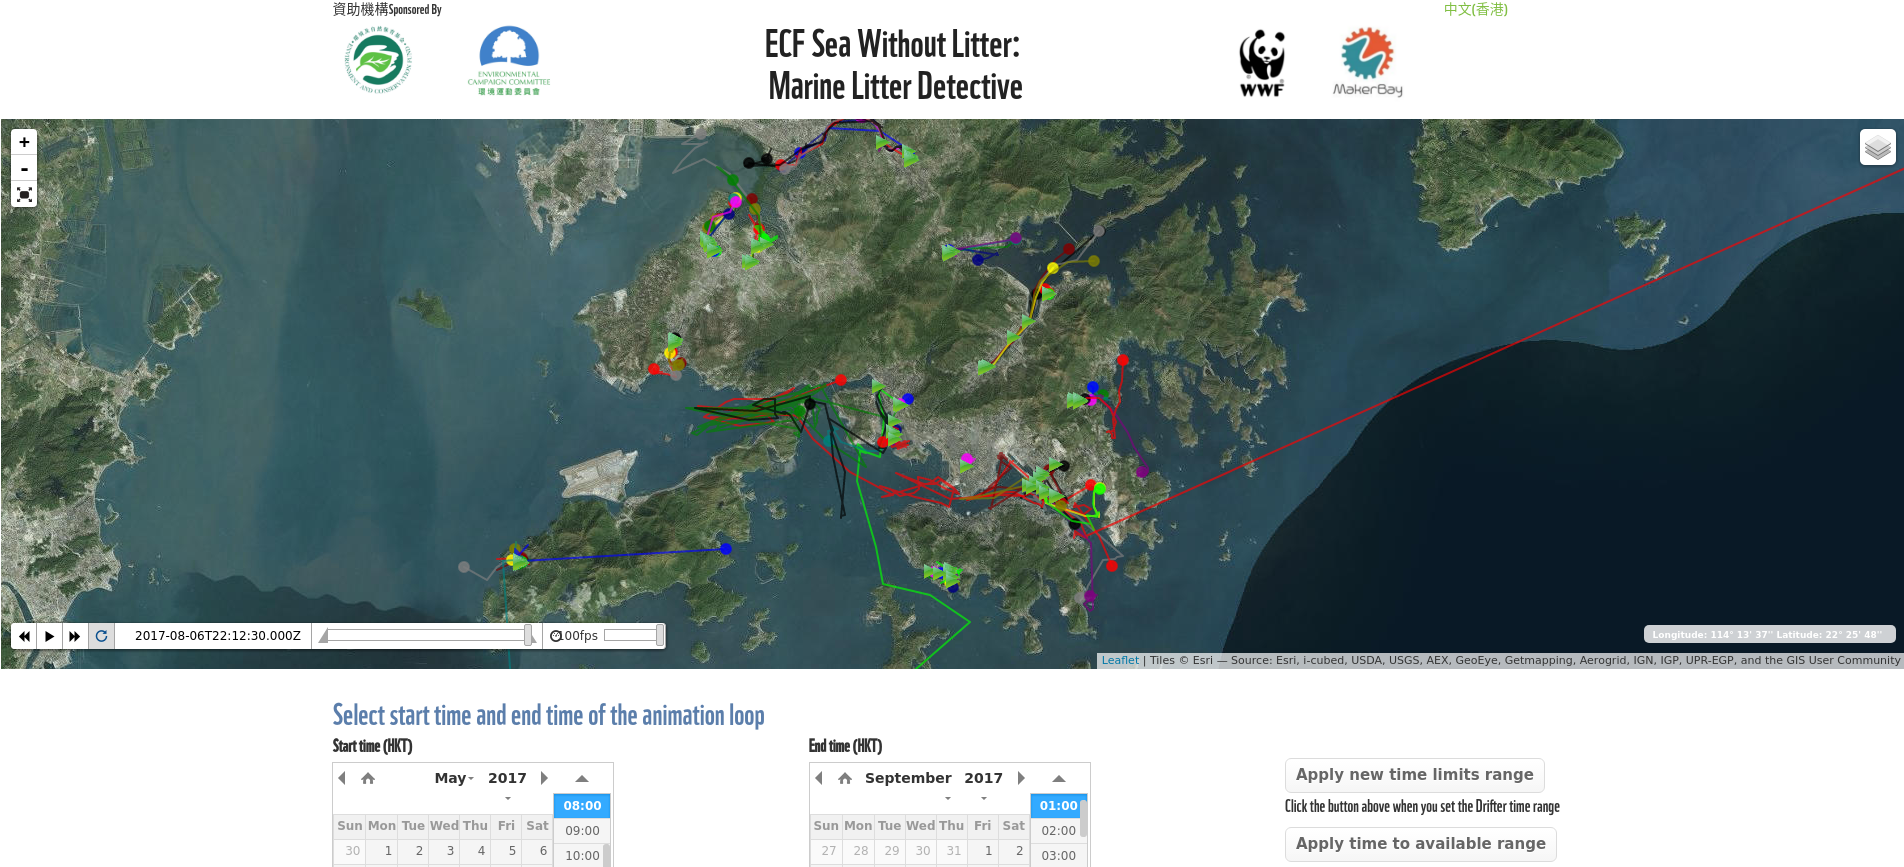 資助機構Sponsored By
中文(香港)
ENVIRONMENTAL
CAMPAIGN COMMITTEE
環境運動委員會
ECF Sea Without Litter:
Marine Litter Detective
WWF
MakerBay
+
-
2017-08-06T22:12:30.000Z
100fps
Longitude: 114° 13' 37'' Latitude: 22° 25' 48''
Leaflet | Tiles © Esri — Source: Esri, i-cubed, USDA, USGS, AEX, GeoEye, Getmapping, Aerogrid, IGN, IGP, UPR-EGP, and the GIS User Community
Select start time and end time of the animation loop
Start time (HKT)
May 2017
08:00
Sun Mon Tue Wed Thu Fri Sat 09:00
30 1 2 3 4 5 6 10:00
End time (HKT)
September 2017
01:00
Sun Mon Tue Wed Thu Fri Sat 02:00
27 28 29 30 31 1 2 03:00
Apply new time limits range
Click the button above when you set the Drifter time range
Apply time to available range